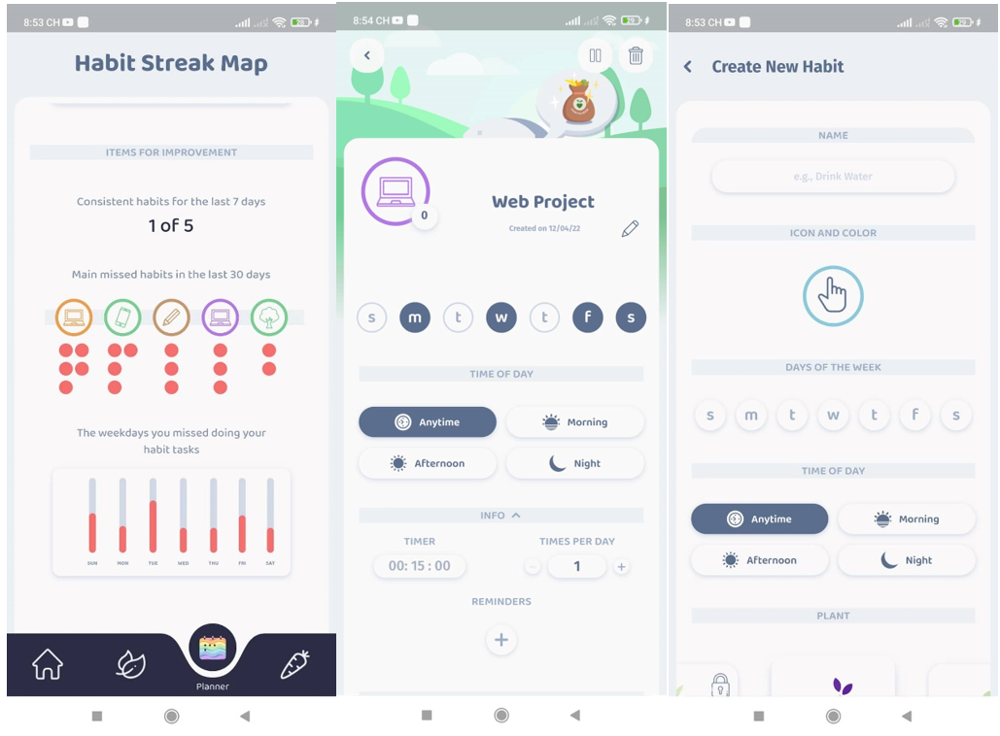 8:53 CH
Habit Streak Map
ITEMS FOR IMPROVEMENT
Consistent habits for the last 7 days
1 of 5
Main missed habits in the last 30 days
The weekdays you missed doing your
habit tasks
SUN MON TUE WED THU FRI SAT
Planner
8:54 CH
0
Web Project
Created on 12/04/22
s m t w t f s
TIME OF DAY
Anytime Morning
Afternoon Night
INFO
TIMER TIMES PER DAY
00: 15 : 00 − 1 +
REMINDERS
+
8:53 CH
Create New Habit
NAME
e.g., Drink Water
ICON AND COLOR
DAYS OF THE WEEK
s m t w t f s
TIME OF DAY
Anytime Morning
Afternoon Night
PLANT